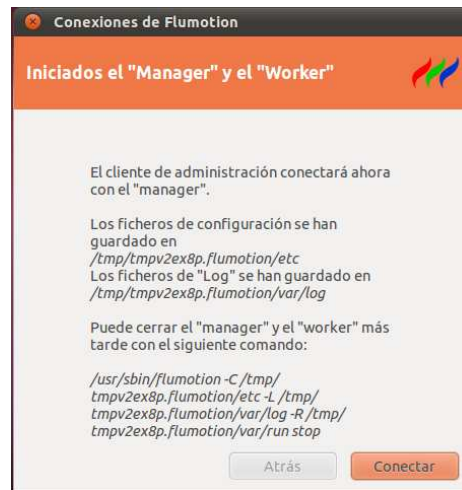 Conexiones de Flumotion
Iniciados el "Manager" y el "Worker"
El cliente de administración conectará ahora
con el "manager".
Los ficheros de configuración se han
guardado en
/tmp/tmpv2ex8p.flumotion/etc
Los ficheros de "Log" se han guardado en
/tmp/tmpv2ex8p.flumotion/var/log
Puede cerrar el "manager" y el "worker" más
tarde con el siguiente comando:
/usr/sbin/flumotion -C /tmp/
tmpv2ex8p.flumotion/etc -L /tmp/
tmpv2ex8p.flumotion/var/log -R /tmp/
tmpv2ex8p.flumotion/var/run stop
Atrás
Conectar